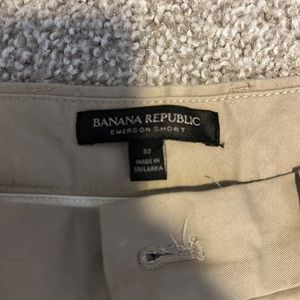 BANANA REPUBLIC
EMERSON SHORT
32
MADE IN
SRI LANKA